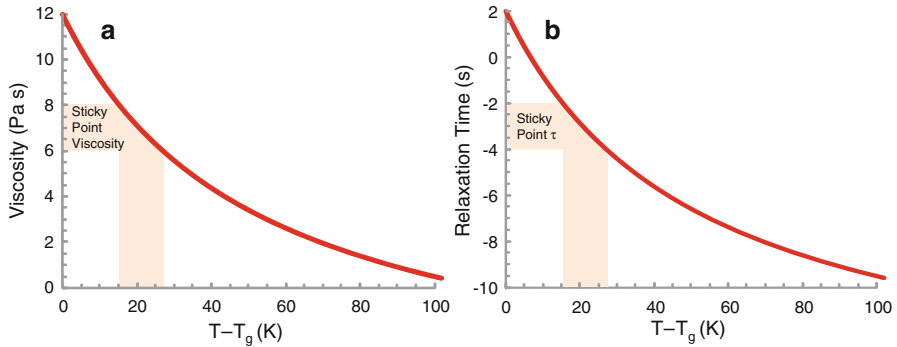 a
12
10
8
6
4
2
0
Viscosity (Pa s)
Sticky
Point
Viscosity
0
20
40
60
80
100
T–Tg (K)
b
2
0
-2
-4
-6
-8
-10
Relaxation Time (s)
Sticky
Point τ
0
20
40
60
80
100
T–Tg (K)